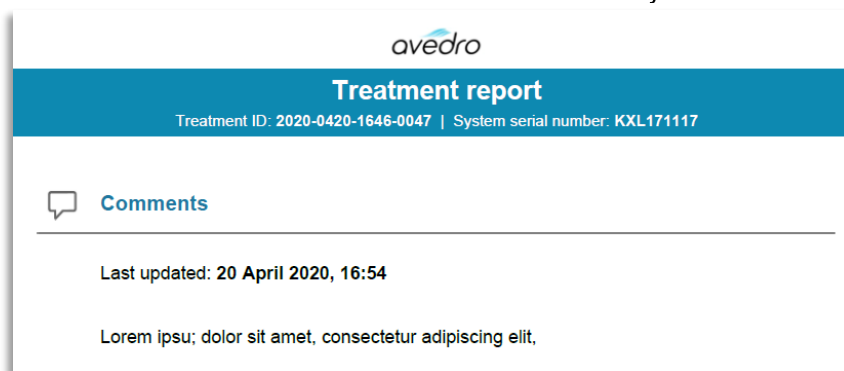 avedro
Treatment report
Treatment ID: 2020-0420-1646-0047 | System serial number: KXL171117
Comments
Last updated: 20 April 2020, 16:54
Lorem ipsu; dolor sit amet, consectetur adipiscing elit,